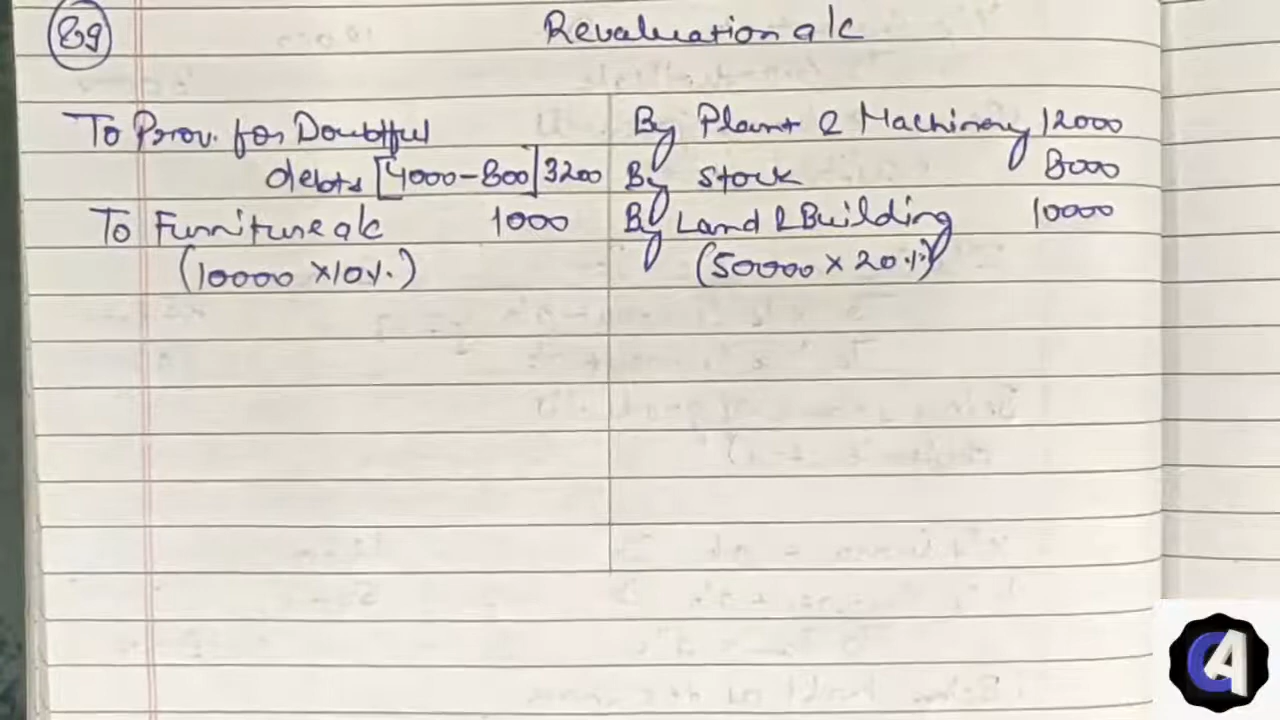 89
Revaluation a/c
To Prov. for Doubtful
debts [4000-800] 3200
To Furniture a/c 1000
(10000 x 10%.)
By Plant & Machinery 12000
By Stock 8000
By Land & Building 10000
(50000 x 20%)
CA